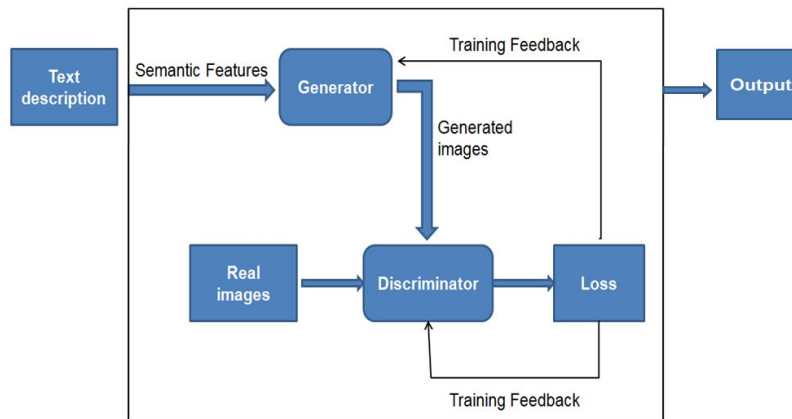 Text
description
Semantic Features
Generator
Training Feedback
Output
Generated
images
Real
images
Discriminator
Loss
Training Feedback